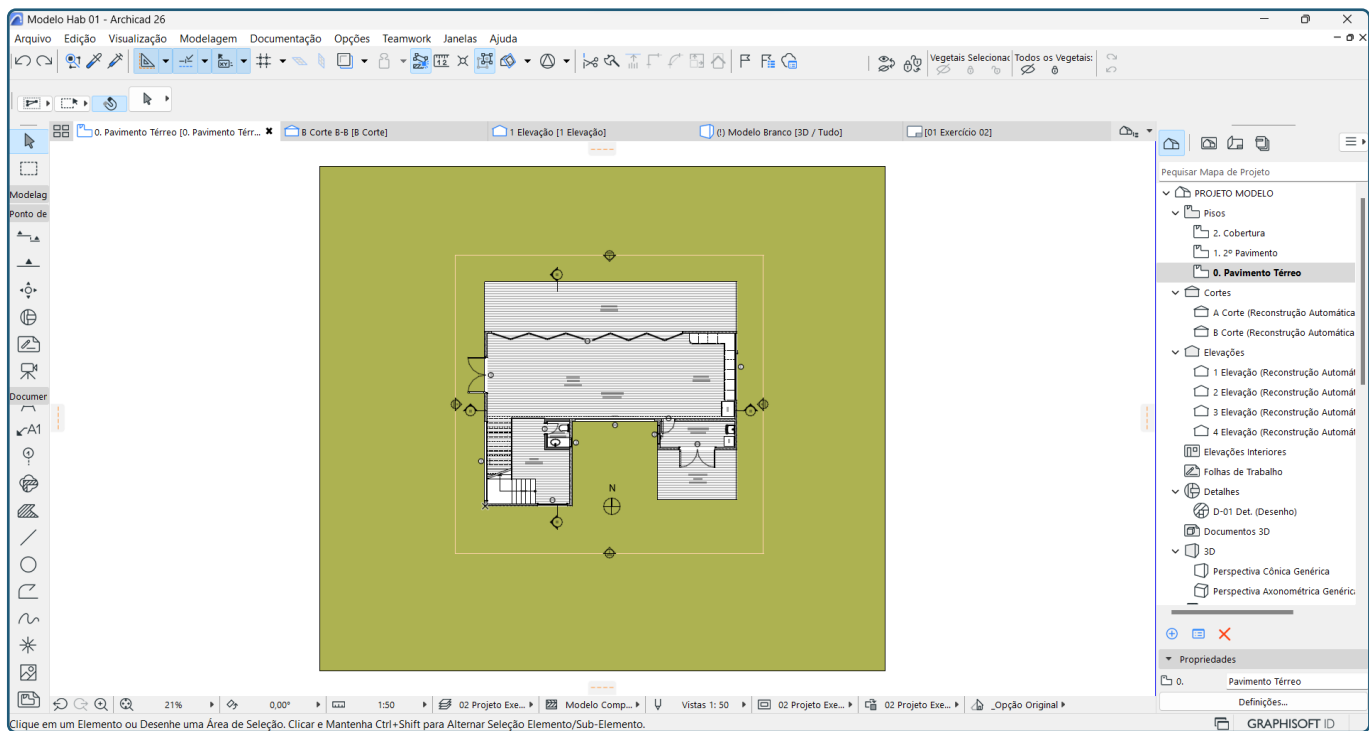 Modelo Hab 01 - Archicad 26
Arquivo Edição Visualização Modelagem Documentação Opções Teamwork Janelas Ajuda
Vegetais Selecionac Todos os Vegetais:
0. Pavimento Térreo [0. Pavimento Térr... B Corte B-B [B Corte] 1 Elevação [1 Elevação] (!) Modelo Branco [3D / Tudo] [01 Exercício 02]
Modelag
Ponto de
Documer
A1
N
Pequisar Mapa de Projeto
PROJETO MODELO
Pisos
2. Cobertura
1. 2º Pavimento
0. Pavimento Térreo
Cortes
A Corte (Reconstrução Automática
B Corte (Reconstrução Automática
Elevações
1 Elevação (Reconstrução Automát
2 Elevação (Reconstrução Automát
3 Elevação (Reconstrução Automát
4 Elevação (Reconstrução Automát
Elevações Interiores
Folhas de Trabalho
Detalhes
D-01 Det. (Desenho)
Documentos 3D
3D
Perspectiva Cônica Genérica
Perspectiva Axonométrica Genéric
Propriedades
0. Pavimento Térreo
Definições...
21% 0,00° 1:50 02 Projeto Exe... Modelo Comp... Vistas 1: 50 02 Projeto Exe... 02 Projeto Exe... _Opção Original
Clique em um Elemento ou Desenhe uma Área de Seleção. Clicar e Mantenha Ctrl+Shift para Alternar Seleção Elemento/Sub-Elemento.
GRAPHISOFT ID